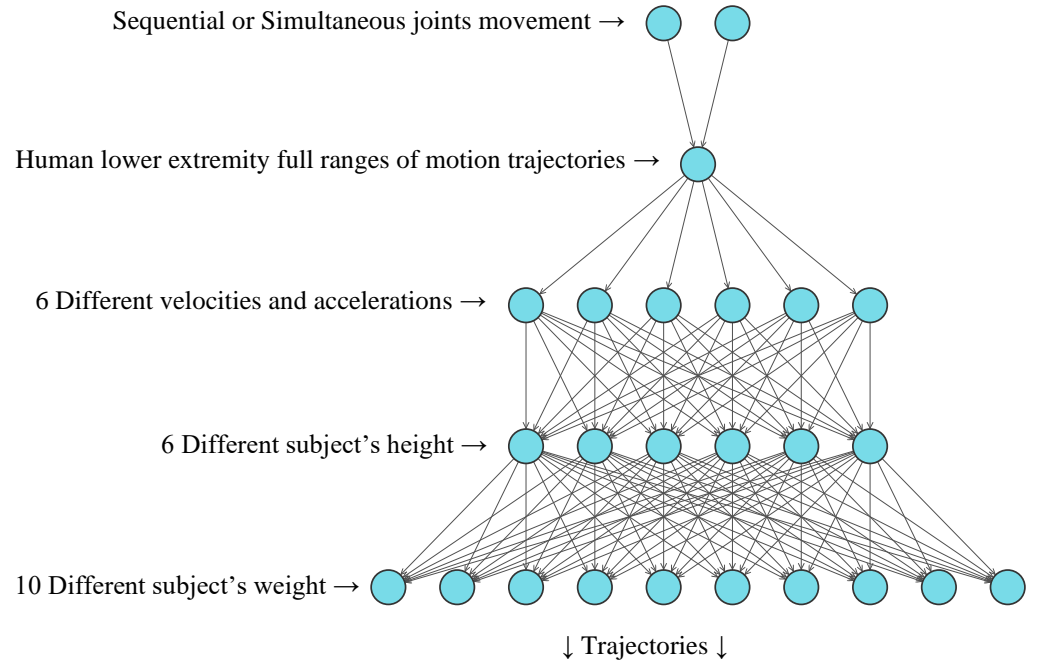 Sequential or Simultaneous joints movement →
Human lower extremity full ranges of motion trajectories →
6 Different velocities and accelerations →
6 Different subject’s height →
10 Different subject’s weight →
↓ Trajectories ↓